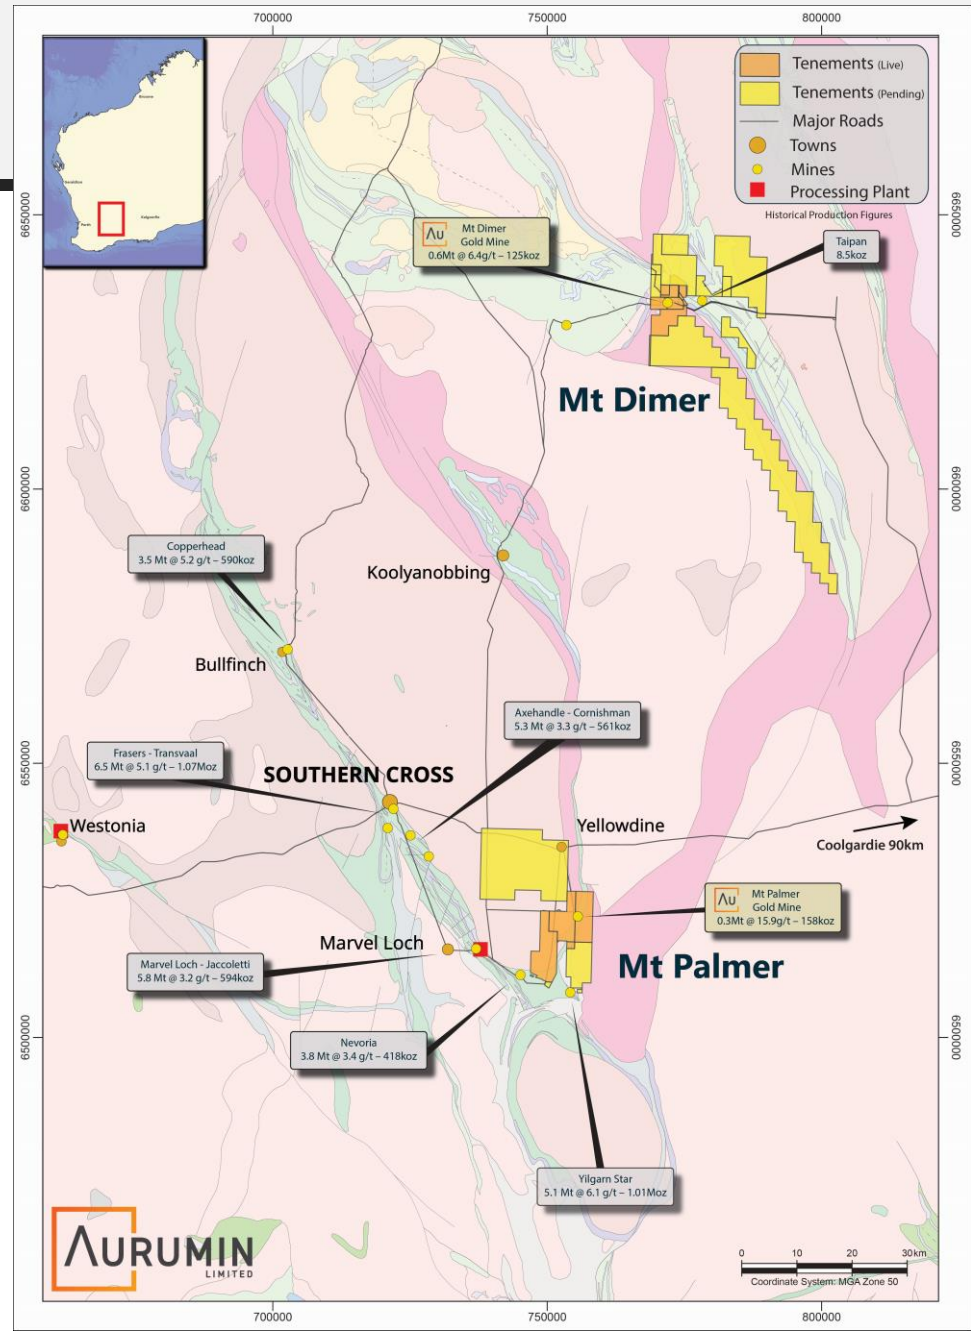 700000
750000
800000
Tenements (Live)
Tenements (Pending)
Major Roads
Towns
Mines
Processing Plant
Historical Production Figures
6650000
6650000
Mt Dimer
Gold Mine
0.6Mt @ 6.4g/t – 125koz
Taipan
8.5koz
Mt Dimer
6600000
6600000
Copperhead
3.5 Mt @ 5.2 g/t – 590koz
Koolyanobbing
Bullfinch
Axehandle - Cornishman
5.3 Mt @ 3.3 g/t – 561koz
Frasers - Transvaal
6.5 Mt @ 5.1 g/t – 1.07Moz
SOUTHERN CROSS
6550000
6550000
Westonia
Yellowdine
Coolgardie 90km
Mt Palmer
Gold Mine
0.3Mt @ 15.9g/t – 158koz
Marvel Loch
Mt Palmer
Marvel Loch - Jaccoletti
5.8 Mt @ 3.2 g/t – 594koz
Nevoria
3.8 Mt @ 3.4 g/t – 418koz
6500000
6500000
Yilgarn Star
5.1 Mt @ 6.1 g/t – 1.01Moz
AURUMIN
LIMITED
0 10 20 30km
Coordinate System: MGA Zone 50
700000
750000
800000